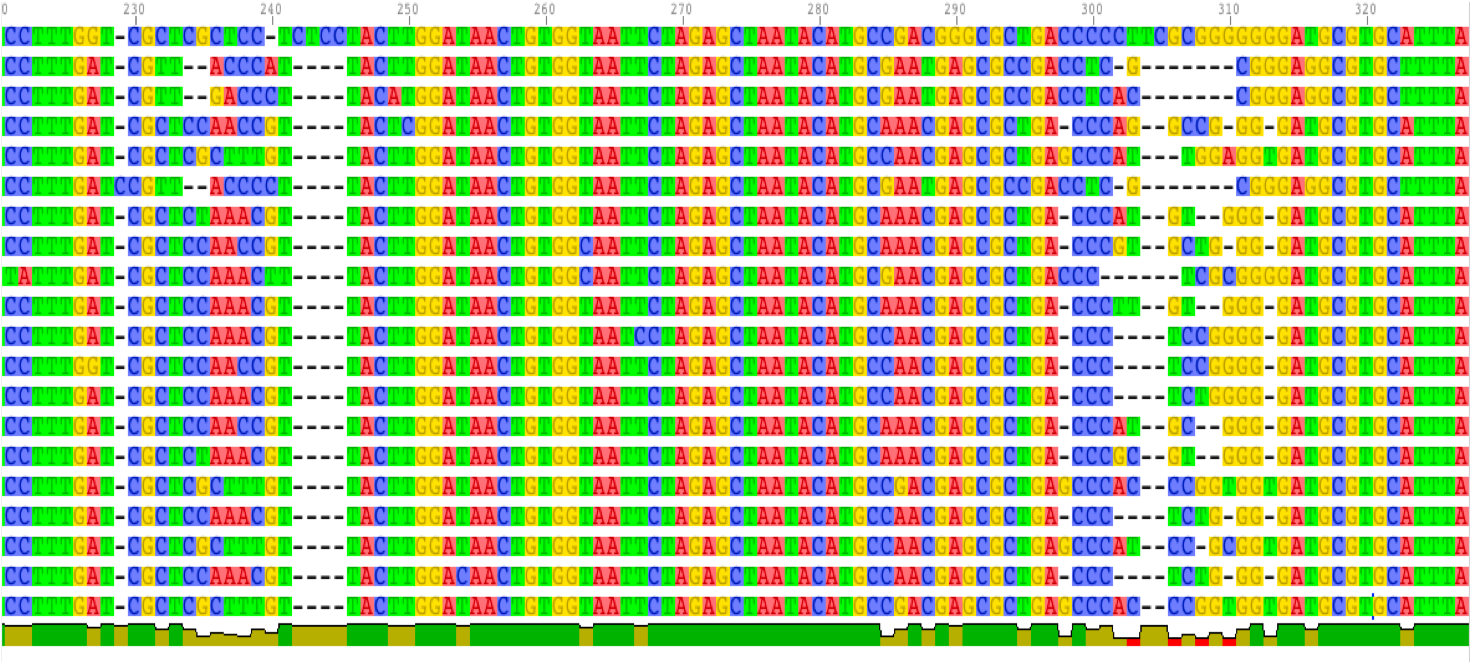 0 230 240 250 260 270 280 290 300 310 320
CCTTTGGT-CGCTCGCTCC-TCTCCTACTTGGATAACTGTGGTAATTCTAGAGCTAATACATGCCGACGGGCGCTGACCCCCTTCGCGGGGGGGATGCGTGCATTTA
CCTTTGAT-CGTT--ACCCAT----TACTTGGATAACTGTGGTAATTCTAGAGCTAATACATGCGAATGAGCGCCGACCTC-G-------CGGGAGGCGTGCTTTTA
CCTTTGAT-CGTT--GACCCT----TACATGGATAACTGTGGTAATTCTAGAGCTAATACATGCGAATGAGCGCCGACCTCAC-------CGGGAGGCGTGCTTTTA
CCTTTGAT-CGCTCCAACCGT----TACTCGGATAACTGTGGTAATTCTAGAGCTAATACATGCAAACGAGCGCTGA-CCCAG--GCCG-GG-GATGCGTGCATTTA
CCTTTGAT-CGCTCGCTTTGT----TACTTGGATAACTGTGGTAATTCTAGAGCTAATACATGCCAACGAGCGCTGAGCCCAT---TGGAGGTGATGCGTGCATTTA
CCTTTGATCCGTT--ACCCCT----TACTTGGATAACTGTGGTAATTCTAGAGCTAATACATGCGAATGAGCGCCGACCTC-G-------CGGGAGGCGTGCTTTTA
CCTTTGAT-CGCTCTAAACGT----TACTTGGATAACTGTGGTAATTCTAGAGCTAATACATGCAAACGAGCGCTGA-CCCAT--GT--GGG-GATGCGTGCATTTA
CCTTTGAT-CGCTCCAACCGT----TACTTGGATAACTGTGGCAATTCTAGAGCTAATACATGCAAACGAGCGCTGA-CCCGT--GCTG-GG-GATGCGTGCATTTA
TATTTGAT-CGCTCCAAACTT----TACTTGGATAACTGTGGCAATTCTAGAGCTAATACATGCGAACGAGCGCTGACCC------TCGCGGGGATGCGTGCATTTA
CCTTTGAT-CGCTCCAAACGT----TACTTGGATAACTGTGGTAATTCTAGAGCTAATACATGCAAACGAGCGCTGA-CCCTT--GT--GGG-GATGCGTGCATTTA
CCTTTGAT-CGCTCCAAACGT----TACTTGGATAACTGTGGTAATCCTAGAGCTAATACATGCCAACGAGCGCTGA-CCC----TCCGGGG-GATGCGTGCATTTA
CCTTTGGT-CGCTCCAACCGT----TACTTGGATAACTGTGGTAATTCTAGAGCTAATACATGCCAACGAGCGCTGA-CCC----TCCGGGG-GATGCGTGCATTTA
CCTTTGAT-CGCTCCAAACGT----TACTTGGATAACTGTGGTAATTCTAGAGCTAATACATGCCAACGAGCGCTGA-CCC----TCTGGGG-GATGCGTGCATTTA
CCTTTGAT-CGCTCCAACCGT----TACTTGGATAACTGTGGTAATTCTAGAGCTAATACATGCAAACGAGCGCTGA-CCCAT--GC--GGG-GATGCGTGCATTTA
CCTTTGAT-CGCTCTAAACGT----TACTTGGATAACTGTGGTAATTCTAGAGCTAATACATGCAAACGAGCGCTGA-CCCGC--GT--GGG-GATGCGTGCATTTA
CCTTTGAT-CGCTCGCTTTGT----TACTTGGATAACTGTGGTAATTCTAGAGCTAATACATGCCGACGAGCGCTGAGCCCAC--CCGGTGGTGATGCGTGCATTTA
CCTTTGAT-CGCTCCAAACGT----TACTTGGATAACTGTGGTAATTCTAGAGCTAATACATGCCAACGAGCGCTGA-CCC----TCTG-GG-GATGCGTGCATTTA
CCTTTGAT-CGCTCGCTTTGT----TACTTGGATAACTGTGGTAATTCTAGAGCTAATACATGCCAACGAGCGCTGAGCCCAT--CC-GCGGTGATGCGTGCATTTA
CCTTTGAT-CGCTCCAAACGT----TACTTGGACAACTGTGGTAATTCTAGAGCTAATACATGCCAACGAGCGCTGA-CCC----TCTG-GG-GATGCGTGCATTTA
CCTTTGAT-CGCTCGCTTTGT----TACTTGGATAACTGTGGTAATTCTAGAGCTAATACATGCCGACGAGCGCTGAGCCCAC--CCGGTGGTGATGCGTGCATTTA